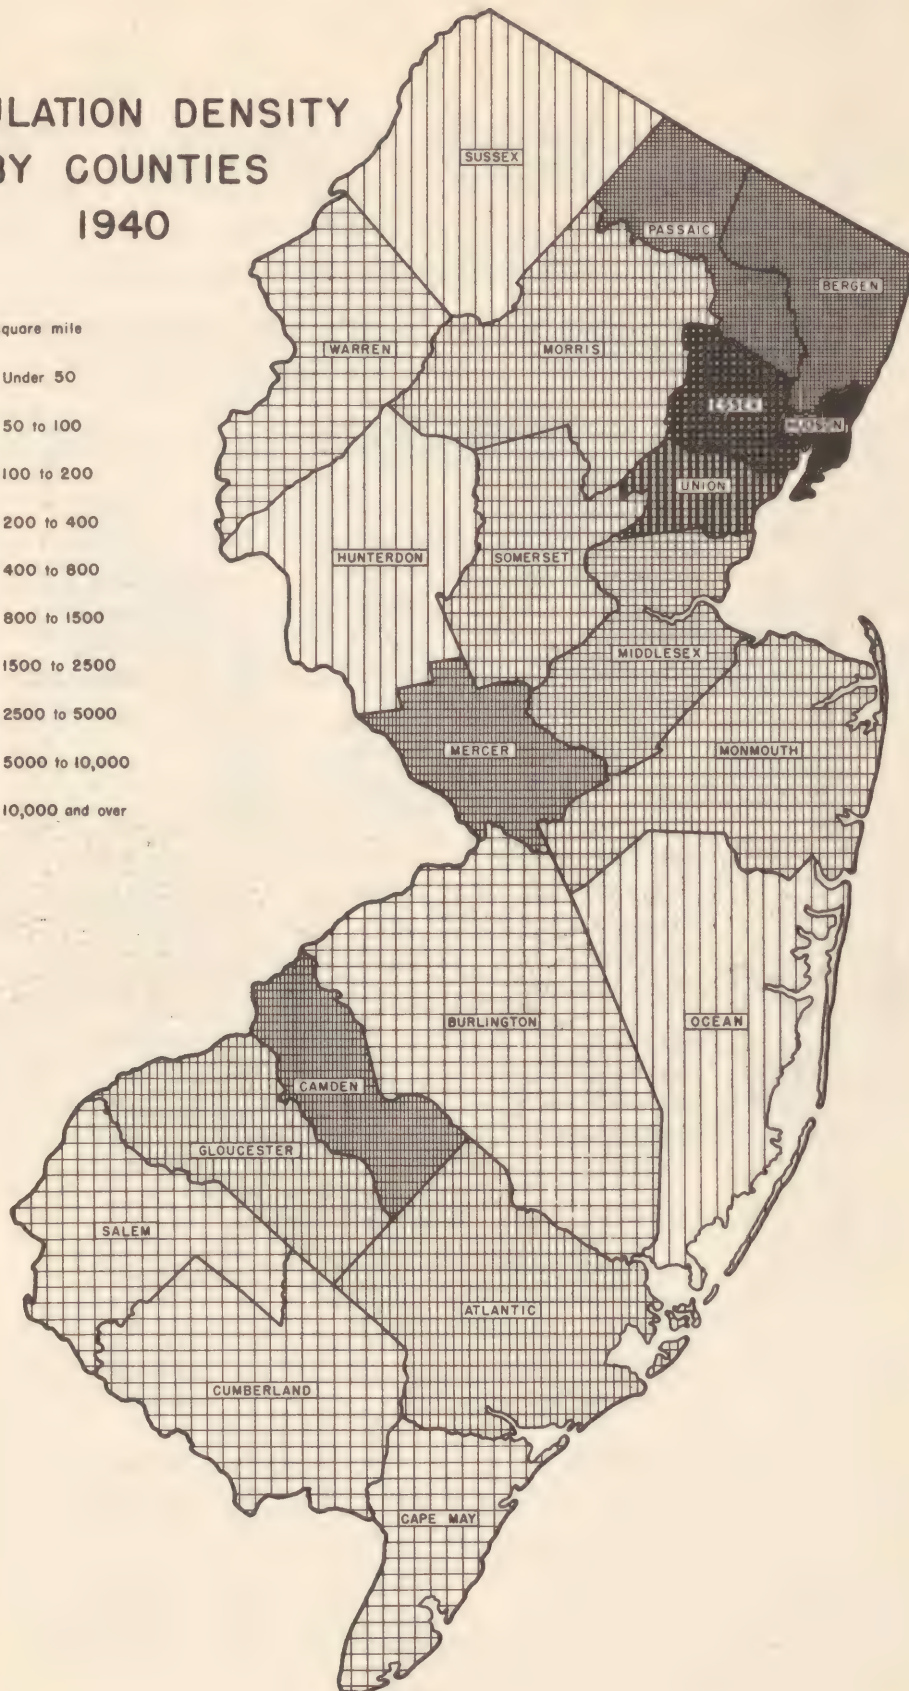 ULATION DENSITY
BY COUNTIES
1940
quare mile
Under 50
50 to 100
100 to 200
200 to 400
400 to 800
800 to 1500
1500 to 2500
2500 to 5000
5000 to 10,000
10,000 and over
SUSSEX
PASSAIC
BERGEN
WARREN
MORRIS
ESSEX
HUDSON
UNION
HUNTERDON
SOMERSET
MIDDLESEX
MERCER
MONMOUTH
BURLINGTON
OCEAN
CAMDEN
GLOUCESTER
SALEM
ATLANTIC
CUMBERLAND
CAPE MAY